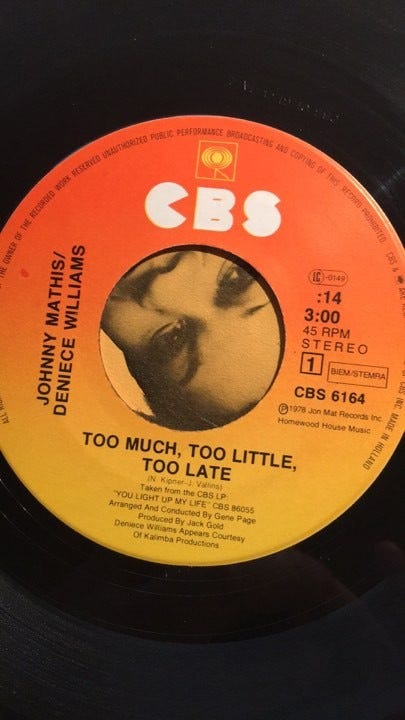 THE OWNER OF THE RECORDED WORK RESERVED UNAUTHORIZED PUBLIC PERFORMANCE BROADCASTING AND COPYING OF THIS RECORD PROHIBITED
CBS
JOHNNY MATHIS/
DENIECE WILLIAMS
LC-0149
:14
3:00
45 RPM
STEREO
1
BIEM/STEMRA
CBS 6164
℗1978 Jon Mat Records Inc.
Homewood House Music
TOO MUCH, TOO LITTLE,
TOO LATE
(N. Kipner-J. Vallins)
Taken from the CBS LP:
"YOU LIGHT UP MY LIFE" CBS 86055
Arranged And Conducted By Gene Page
Produced By Jack Gold
Deniece Williams Appears Courtesy
Of Kalimba Productions
OF CBS INC. MADE IN HOLLAND